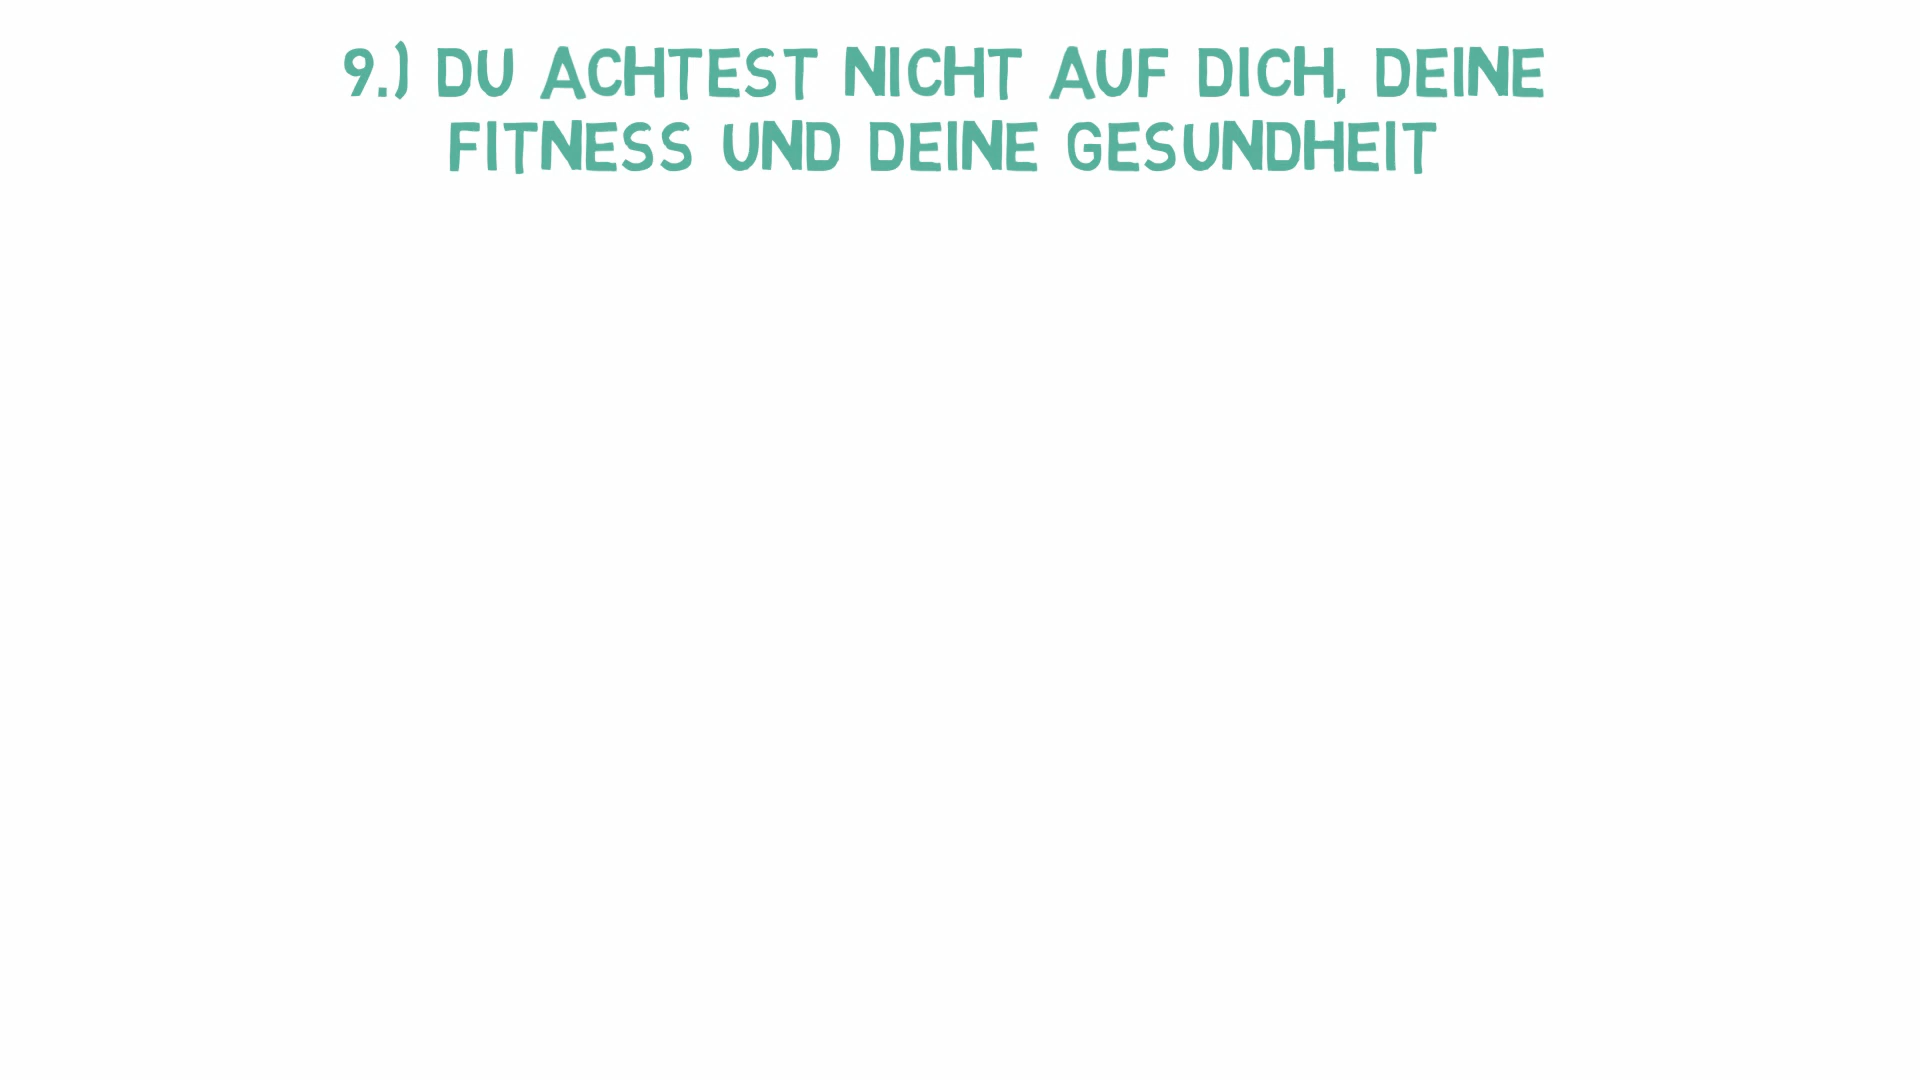 9.) DU ACHTEST NICHT AUF DICH, DEINE
FITNESS UND DEINE GESUNDHEIT